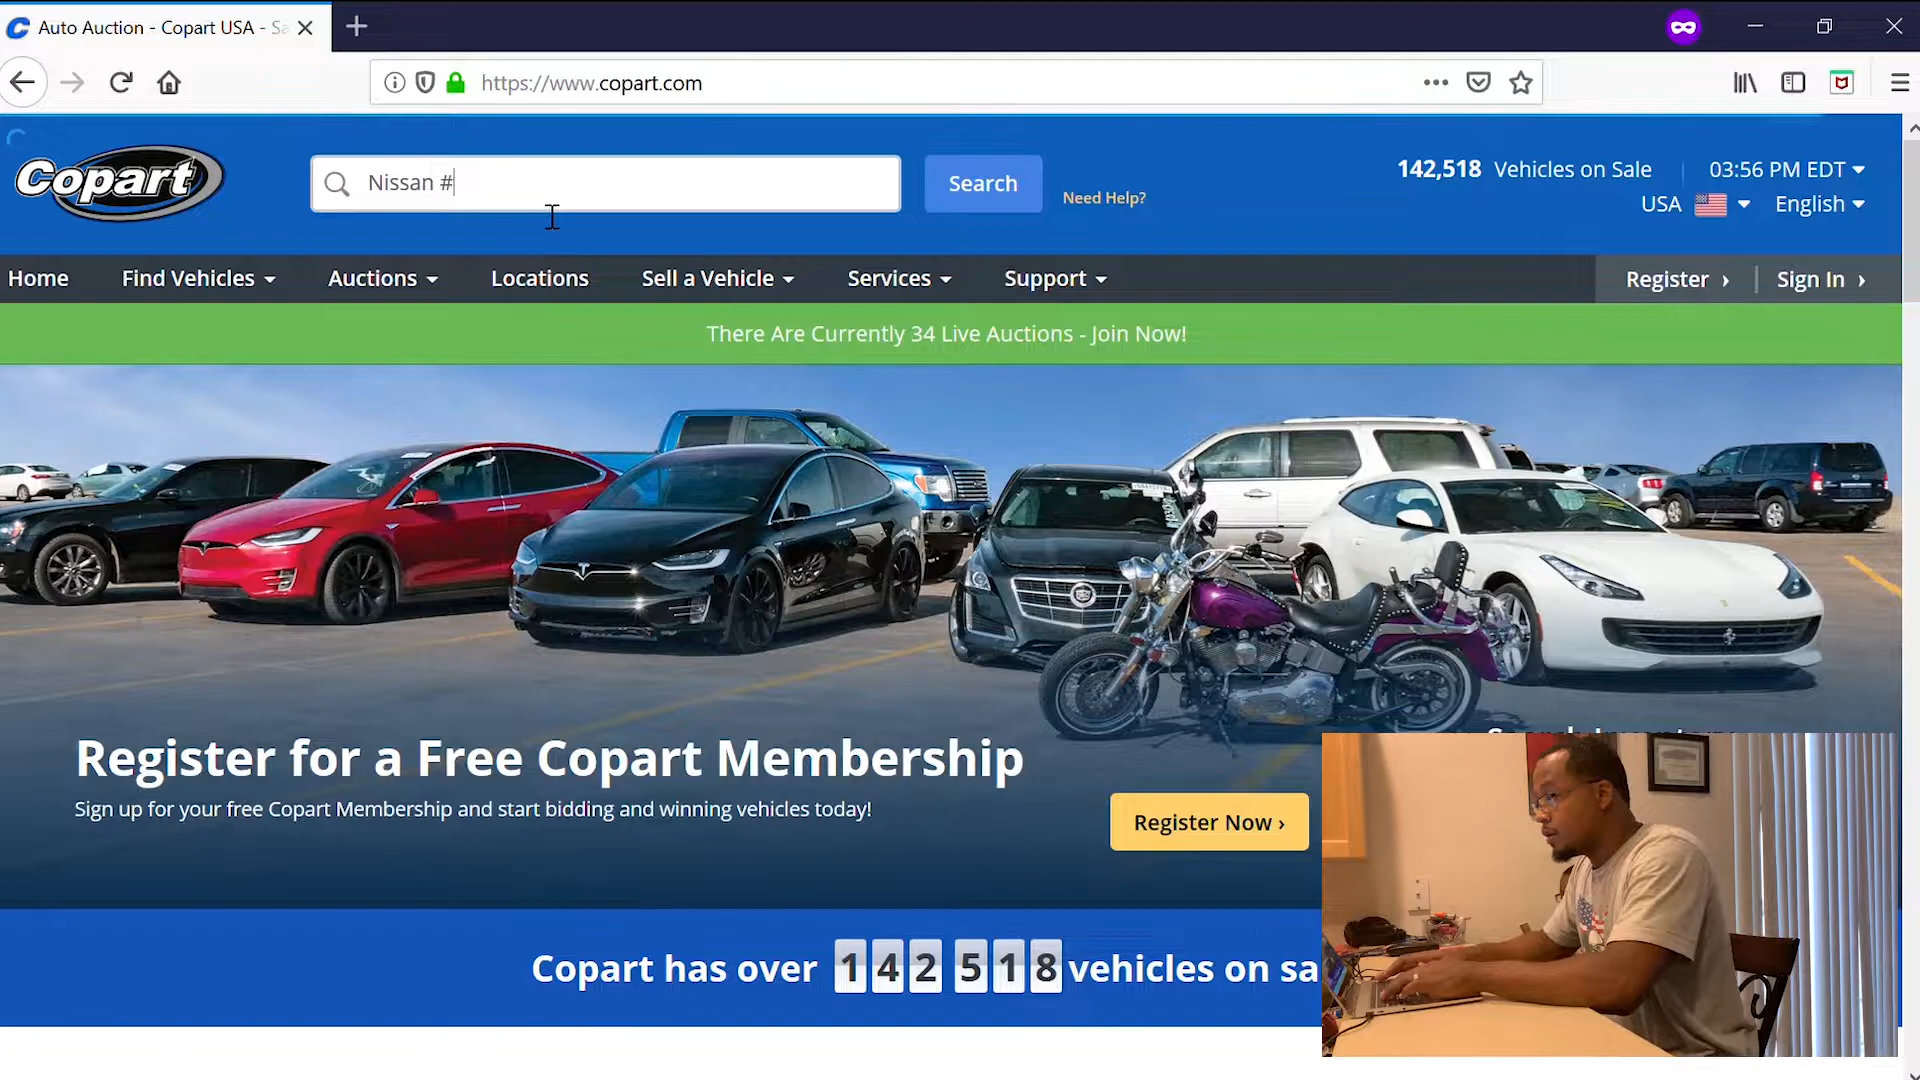 Auto Auction - Copart USA - Sa
https://www.copart.com
Copart
Nissan #
Search
Need Help?
142,518 Vehicles on Sale
03:56 PM EDT
USA
English
Home
Find Vehicles
Auctions
Locations
Sell a Vehicle
Services
Support
Register ›
Sign In ›
There Are Currently 34 Live Auctions - Join Now!
Register for a Free Copart Membership
Sign up for your free Copart Membership and start bidding and winning vehicles today!
Register Now ›
Copart has over 142 518 vehicles on sa